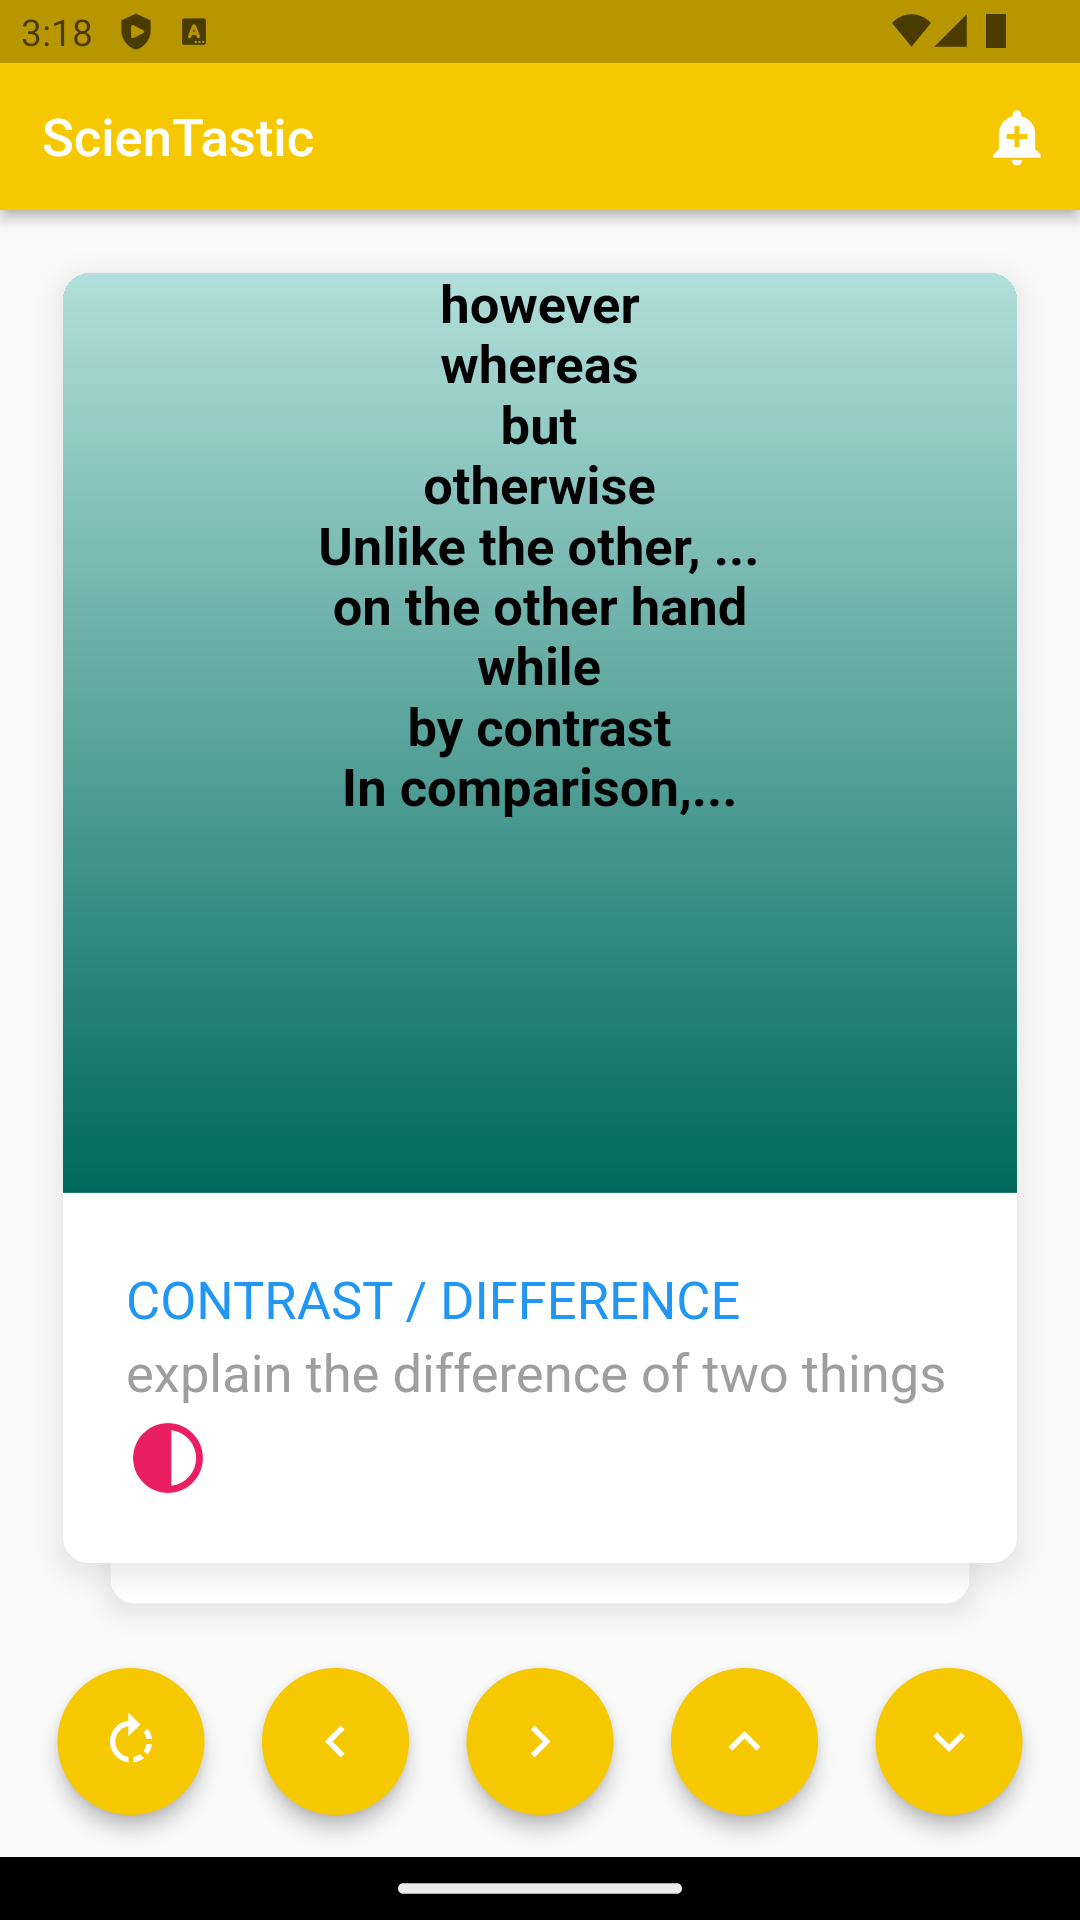 3:18
ScienTastic
however
whereas
but
otherwise
Unlike the other, ...
on the other hand
while
by contrast
In comparison,...
CONTRAST / DIFFERENCE
explain the difference of two things